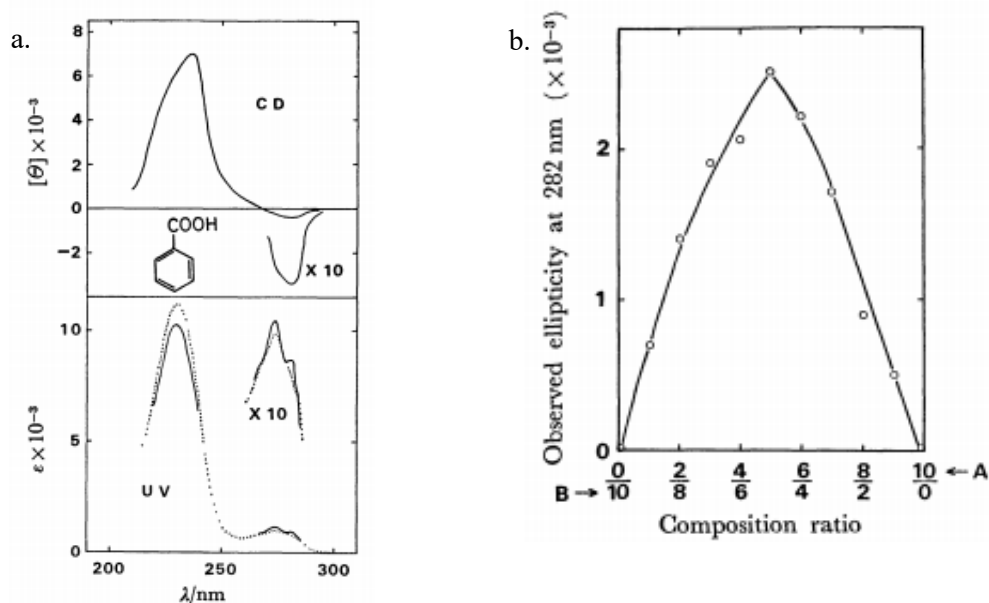 a.
[θ] × 10⁻³
8
6
4
2
0
−2
C D
COOH
X 10
10
5
0
ε × 10⁻³
X 10
U V
200
250
300
λ/nm
b.
Observed ellipticity at 282 nm (×10⁻³)
2
1
0
0 2 4 6 8 10 ←A
B→ 10 8 6 4 2 0
Composition ratio